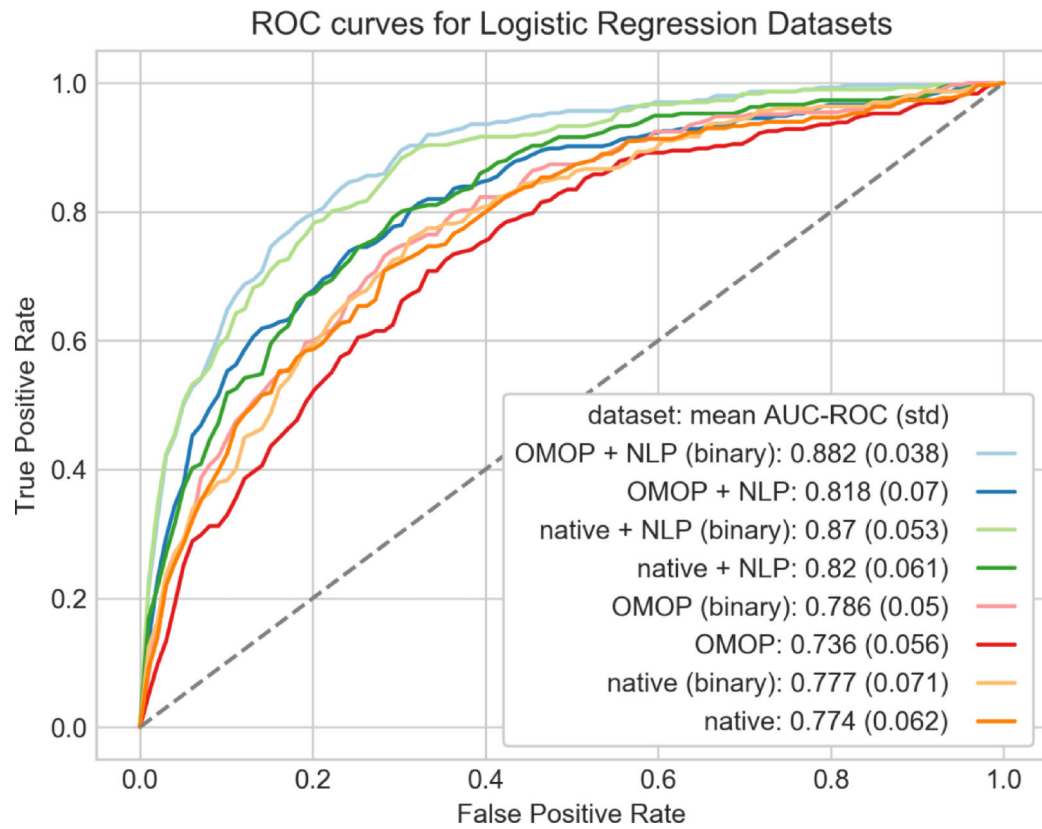 ROC curves for Logistic Regression Datasets
True Positive Rate
1.0
0.8
0.6
0.4
0.2
0.0
dataset: mean AUC-ROC (std)
OMOP + NLP (binary): 0.882 (0.038)
OMOP + NLP: 0.818 (0.07)
native + NLP (binary): 0.87 (0.053)
native + NLP: 0.82 (0.061)
OMOP (binary): 0.786 (0.05)
OMOP: 0.736 (0.056)
native (binary): 0.777 (0.071)
native: 0.774 (0.062)
0.0 0.2 0.4 0.6 0.8 1.0
False Positive Rate